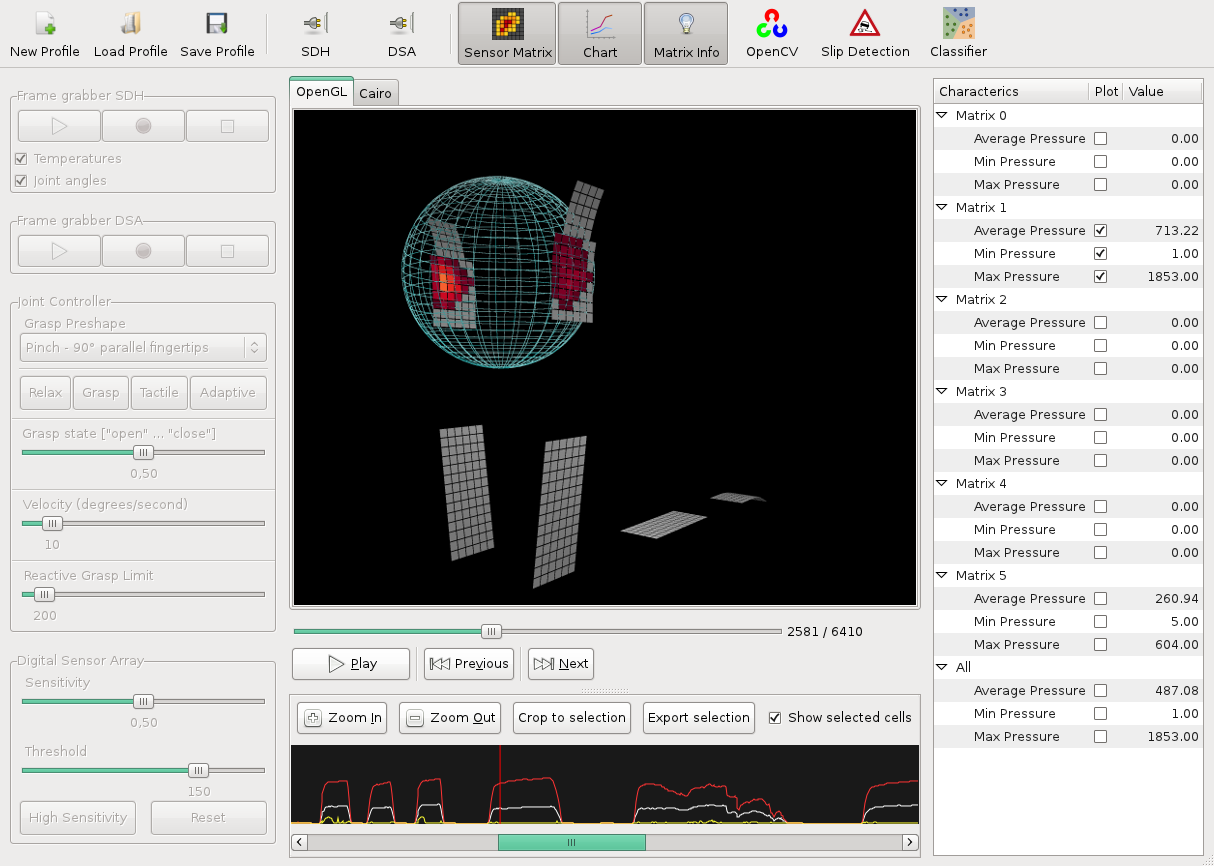 New Profile Load Profile Save Profile SDH DSA Sensor Matrix Chart Matrix Info OpenCV Slip Detection Classifier
Frame grabber SDH
Temperatures
Joint angles
Frame grabber DSA
Joint Controller
Grasp Preshape
Pinch - 90° parallel fingertips
Relax Grasp Tactile Adaptive
Grasp state ["open" ... "close"]
0,50
Velocity (degrees/second)
10
Reactive Grasp Limit
200
Digital Sensor Array
Sensitivity
0,50
Threshold
150
High Sensitivity Reset
OpenGL Cairo
2581 / 6410
Play Previous Next
Zoom In Zoom Out Crop to selection Export selection Show selected cells
Characterics Plot Value
Matrix 0
Average Pressure 0.00
Min Pressure 0.00
Max Pressure 0.00
Matrix 1
Average Pressure 713.22
Min Pressure 1.00
Max Pressure 1853.00
Matrix 2
Average Pressure 0.00
Min Pressure 0.00
Max Pressure 0.00
Matrix 3
Average Pressure 0.00
Min Pressure 0.00
Max Pressure 0.00
Matrix 4
Average Pressure 0.00
Min Pressure 0.00
Max Pressure 0.00
Matrix 5
Average Pressure 260.94
Min Pressure 5.00
Max Pressure 604.00
All
Average Pressure 487.08
Min Pressure 1.00
Max Pressure 1853.00